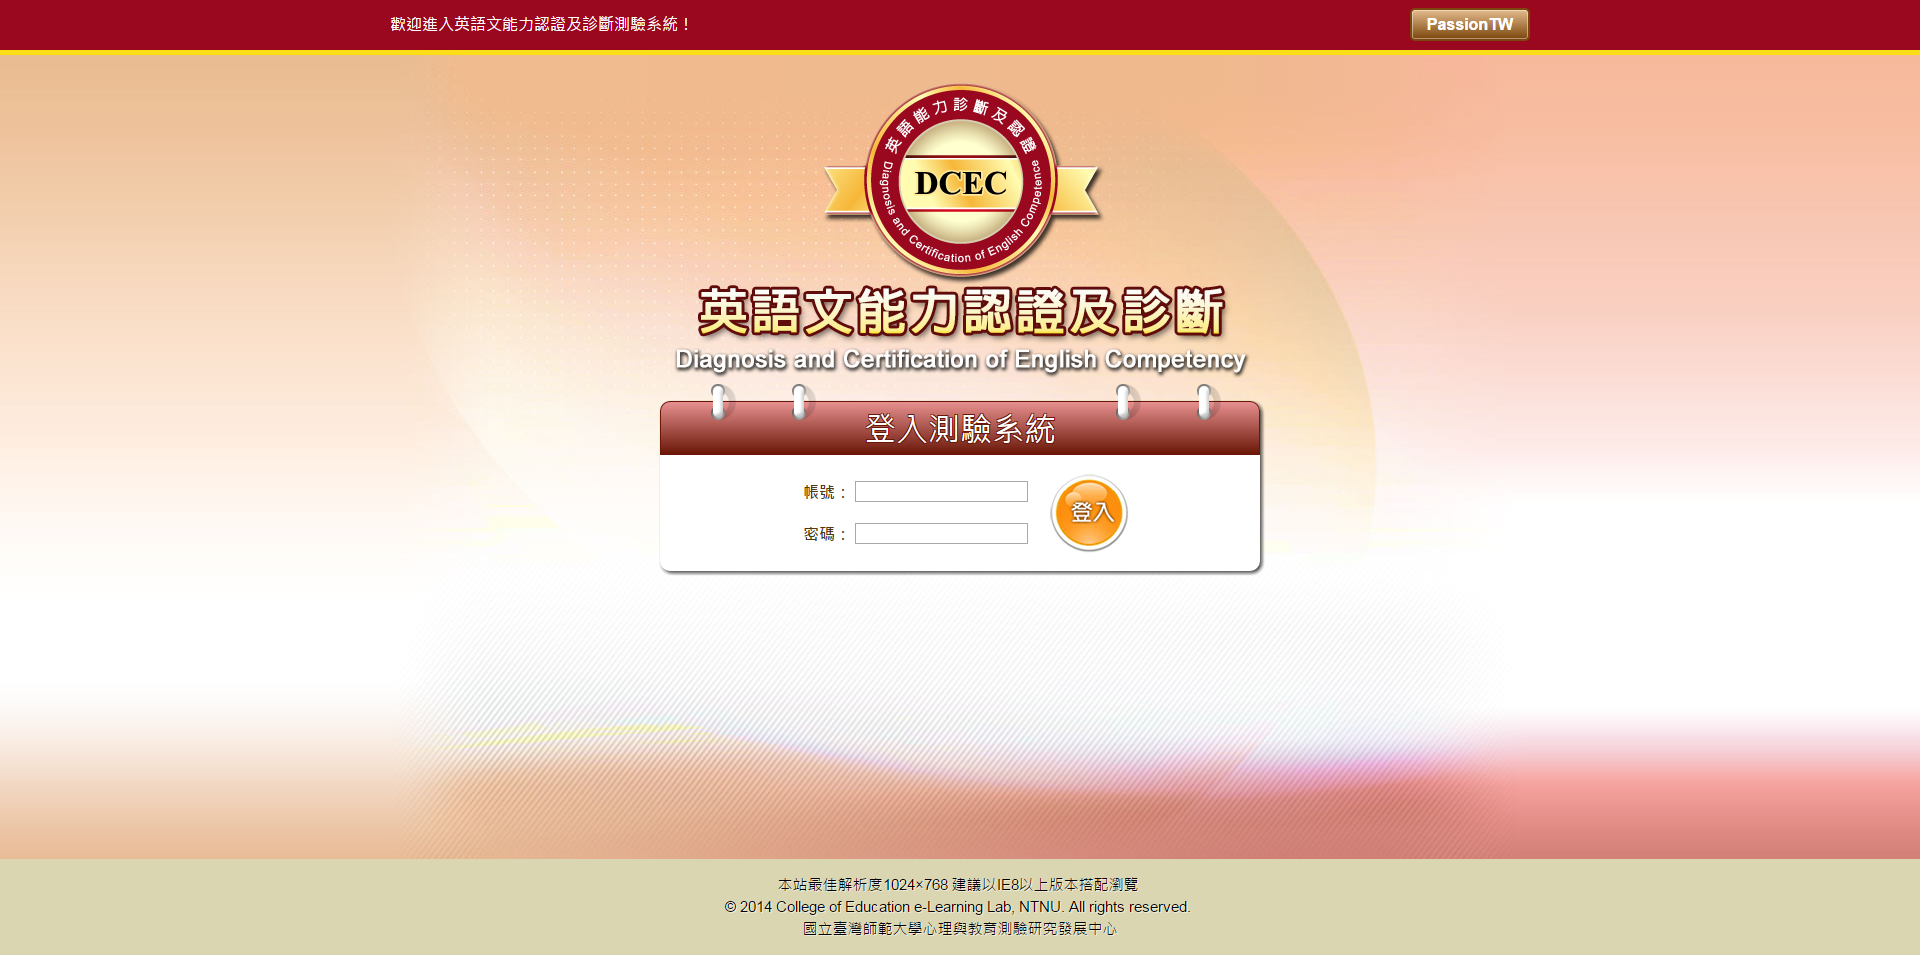 歡迎進入英語文能力認證及診斷測驗系統！
PassionTW
英語能力診斷及認證
DCEC
Diagnosis and Certification of English Competence
英語文能力認證及診斷
Diagnosis and Certification of English Competency
登入測驗系統
帳號：
密碼：
登入
本站最佳解析度1024×768 建議以IE8以上版本搭配瀏覽
© 2014 College of Education e-Learning Lab, NTNU. All rights reserved.
國立臺灣師範大學心理與教育測驗研究發展中心